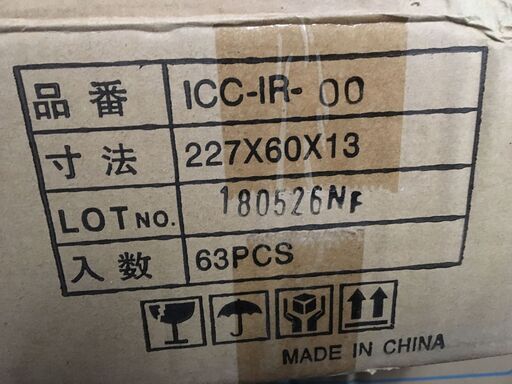 品番 ICC-IR-00
寸法 227X60X13
LOT NO. 180526NF
入数 63PCS
MADE IN CHINA